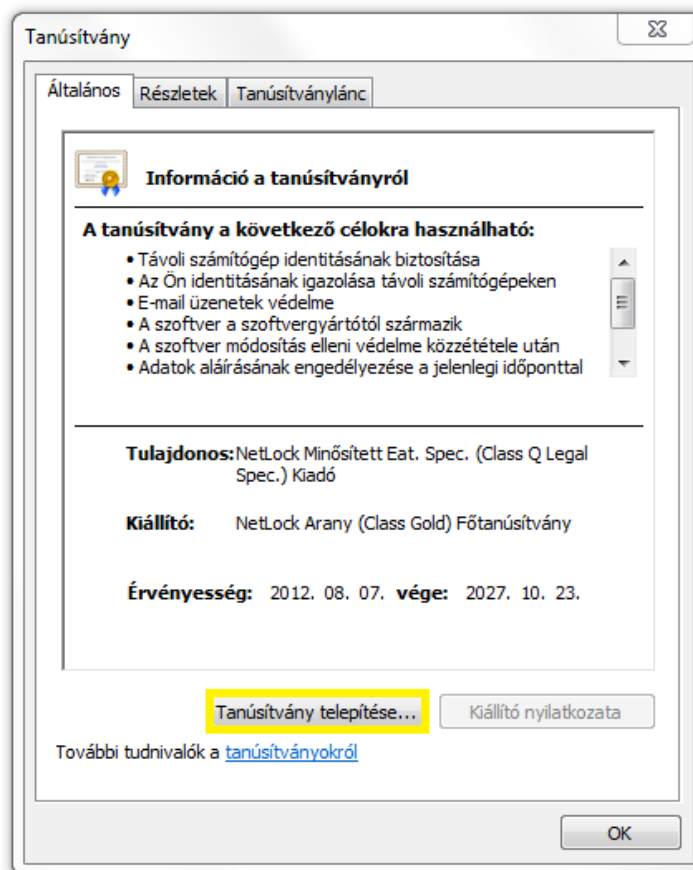 Tanúsítvány
Általános Részletek Tanúsítványlánc
Információ a tanúsítványról
A tanúsítvány a következő célokra használható:
• Távoli számítógép identitásának biztosítása
• Az Ön identitásának igazolása távoli számítógépeken
• E-mail üzenetek védelme
• A szoftver a szoftvergyártótól származik
• A szoftver módosítás elleni védelme közzététele után
• Adatok aláírásának engedélyezése a jelenlegi időponttal
Tulajdonos: NetLock Minősített Eat. Spec. (Class Q Legal
Spec.) Kiadó
Kiállító: NetLock Arany (Class Gold) Főtanúsítvány
Érvényesség: 2012. 08. 07. vége: 2027. 10. 23.
Tanúsítvány telepítése... Kiállító nyilatkozata
További tudnivalók a tanúsítványokról
OK